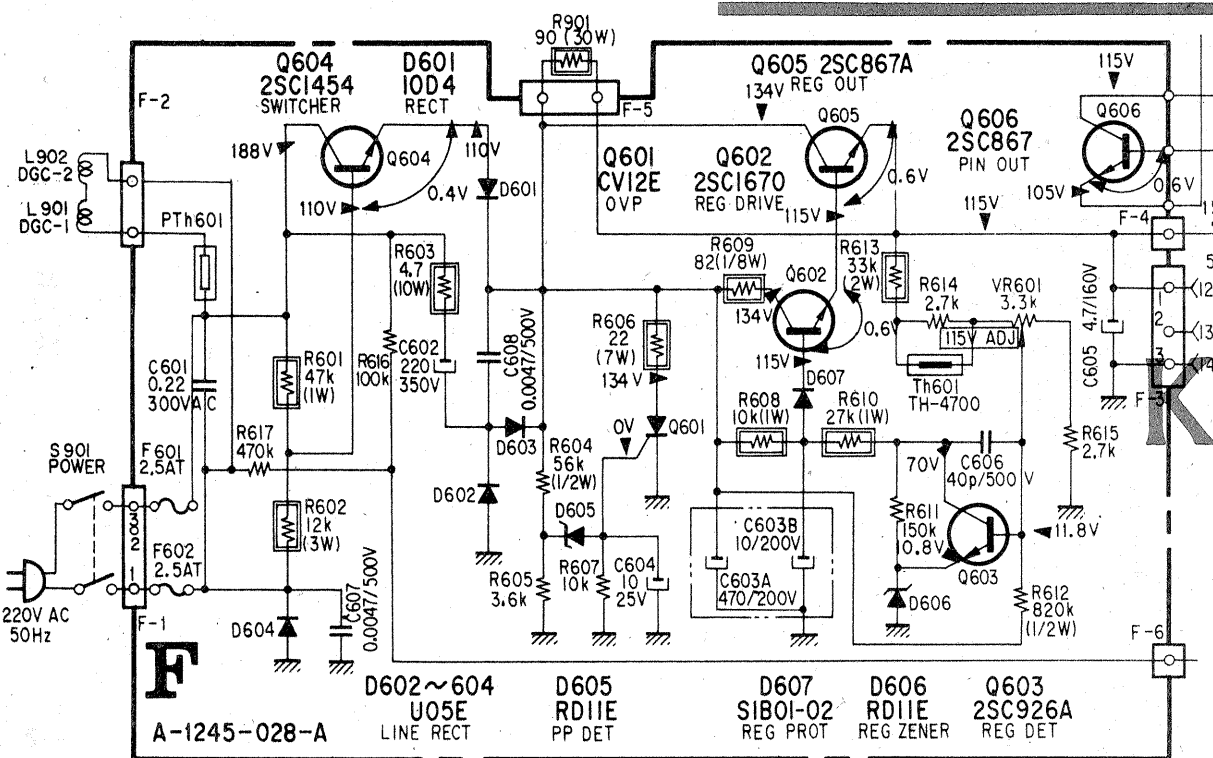 R901
90 (30W)
Q604
2SC1454
SWITCHER
D601
10D4
RECT
F-5
Q605 2SC867A
REG OUT
134V
Q605
115V
Q606
Q606
2SC867
PIN OUT
F-2
188V
Q604
110V
D601
0.4V
110V
Q601
CV12E
OVP
Q602
2SC1670
REG DRIVE
115V
0.6V
115V
105V
0.6V
L902
DGC-2
L901
DGC-1
PTh601
F-4
R603
4.7
(10W)
R609
82(1/8W)
Q602
R613
33k
(2W)
R614
2.7k
VR601
3.3k
134V
0.6V
115V ADJ
4.7/160V
C605
1
2
3
12
13
14
F-3
R606
22
(7W)
134V
115V
Th601
TH-4700
C601
0.22
300VAC
R601
47k
(1W)
R616
100k
C602
220
350V
C608
0.0047/500V
D607
R608
10k(1W)
R610
27k(1W)
K
D603
0V
Q601
R615
2.7k
S901
POWER
F601
2.5AT
R617
470k
R604
56k
(1/2W)
70V
C606
40p/500V
D602
R602
12k
(3W)
D605
C603B
10/200V
R611
150k
10.8V
11.8V
Q603
3
2
1
F602
2.5AT
R605
3.6k
R607
10k
C604
10
25V
C603A
470/200V
D606
R612
820k
(1/2W)
220V AC
50Hz
F-1
D604
C607
0.0047/500V
F-6
F
A-1245-028-A
D602~604
U05E
LINE RECT
D605
RD11E
PP DET
D607
S1B01-02
REG PROT
D606
RD11E
REG ZENER
Q603
2SC926A
REG DET